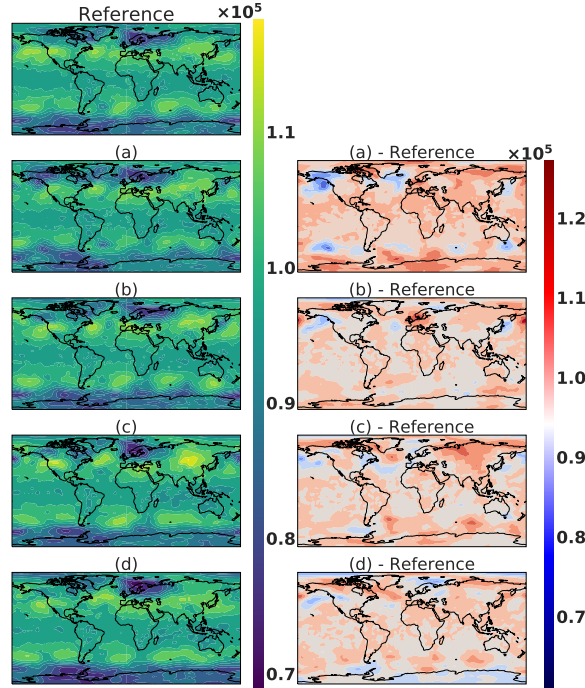 Reference
×10⁵
1.1
1.0
0.9
0.8
0.7
(a)
(b)
(c)
(d)
(a) - Reference
(b) - Reference
(c) - Reference
(d) - Reference
×10⁵
1.2
1.1
1.0
0.9
0.8
0.7